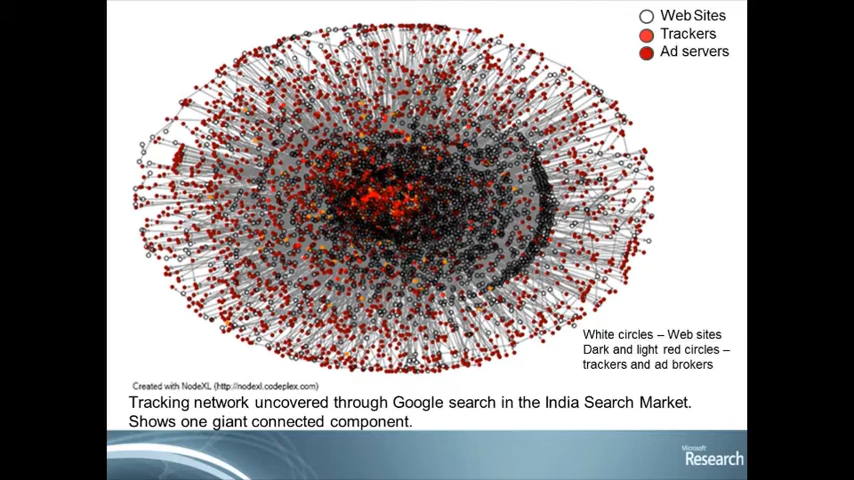 Web Sites
Trackers
Ad servers
White circles – Web sites
Dark and light red circles –
trackers and ad brokers
Created with NodeXL (http://nodexl.codeplex.com)
Tracking network uncovered through Google search in the India Search Market.
Shows one giant connected component.
Microsoft
Research